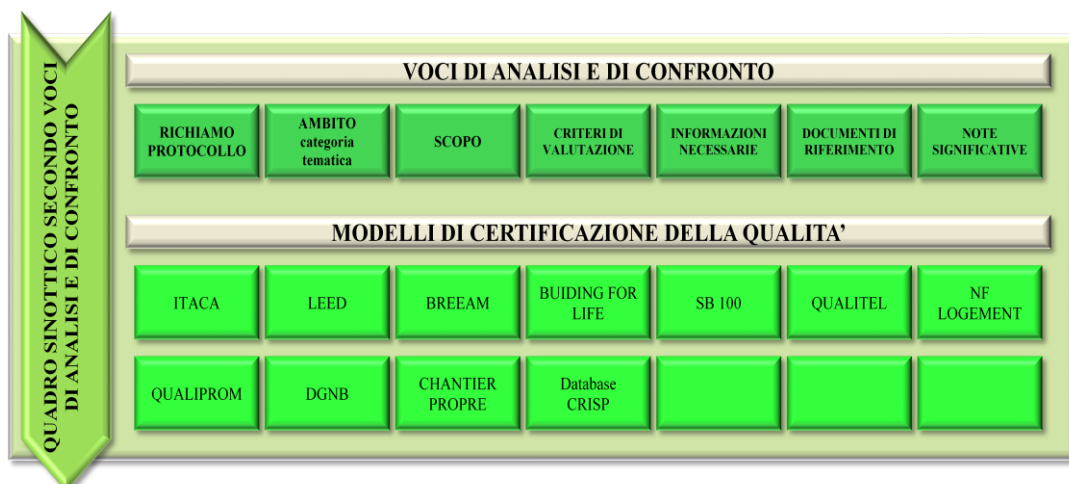 QUADRO SINOTTICO SECONDO VOCI
DI ANALISI E DI CONFRONTO
VOCI DI ANALISI E DI CONFRONTO
RICHIAMO
PROTOCOLLO
AMBITO
categoria
tematica
SCOPO
CRITERI DI
VALUTAZIONE
INFORMAZIONI
NECESSARIE
DOCUMENTI DI
RIFERIMENTO
NOTE
SIGNIFICATIVE
MODELLI DI CERTIFICAZIONE DELLA QUALITA’
ITACA
LEED
BREEAM
BUIDING FOR
LIFE
SB 100
QUALITEL
NF
LOGEMENT
QUALIPROM
DGNB
CHANTIER
PROPRE
Database
CRISP